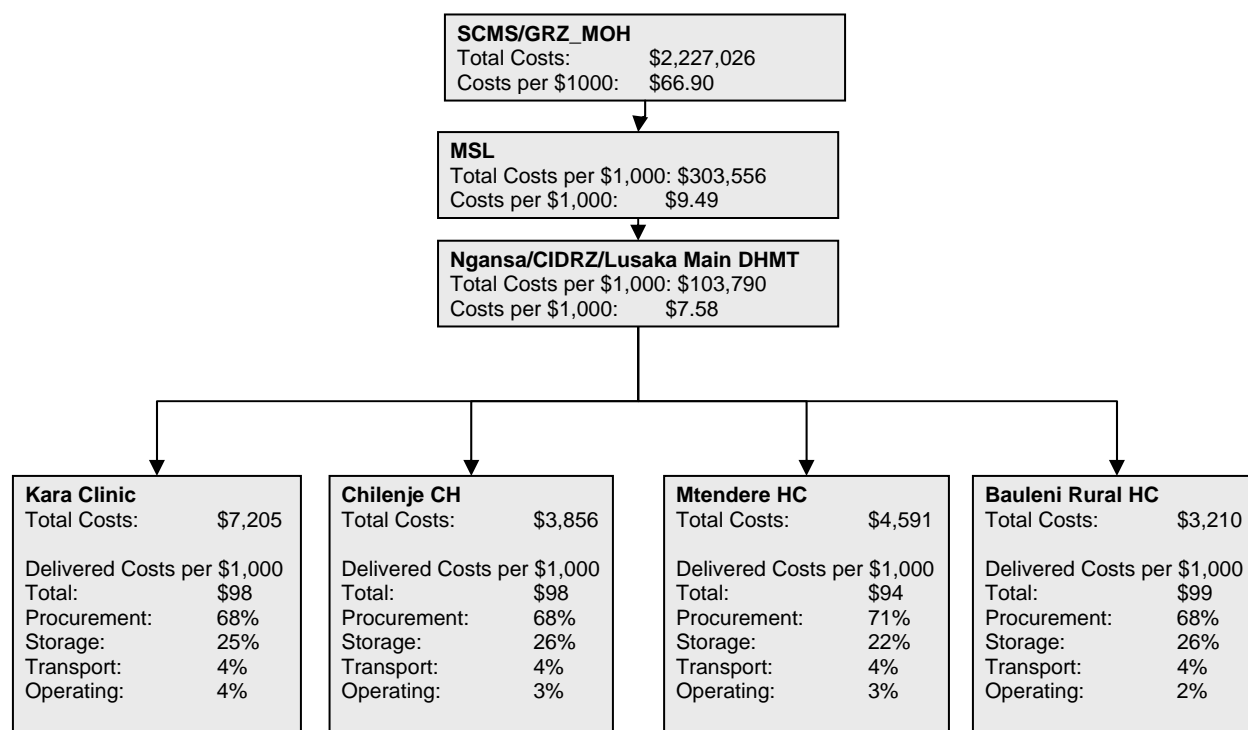 SCMS/GRZ_MOH
Total Costs: $2,227,026
Costs per $1000: $66.90
MSL
Total Costs per $1,000: $303,556
Costs per $1,000: $9.49
Ngansa/CIDRZ/Lusaka Main DHMT
Total Costs per $1,000: $103,790
Costs per $1,000: $7.58
Kara Clinic
Total Costs: $7,205
Delivered Costs per $1,000
Total: $98
Procurement: 68%
Storage: 25%
Transport: 4%
Operating: 4%
Chilenje CH
Total Costs: $3,856
Delivered Costs per $1,000
Total: $98
Procurement: 68%
Storage: 26%
Transport: 4%
Operating: 3%
Mtendere HC
Total Costs: $4,591
Delivered Costs per $1,000
Total: $94
Procurement: 71%
Storage: 22%
Transport: 4%
Operating: 3%
Bauleni Rural HC
Total Costs: $3,210
Delivered Costs per $1,000
Total: $99
Procurement: 68%
Storage: 26%
Transport: 4%
Operating: 2%